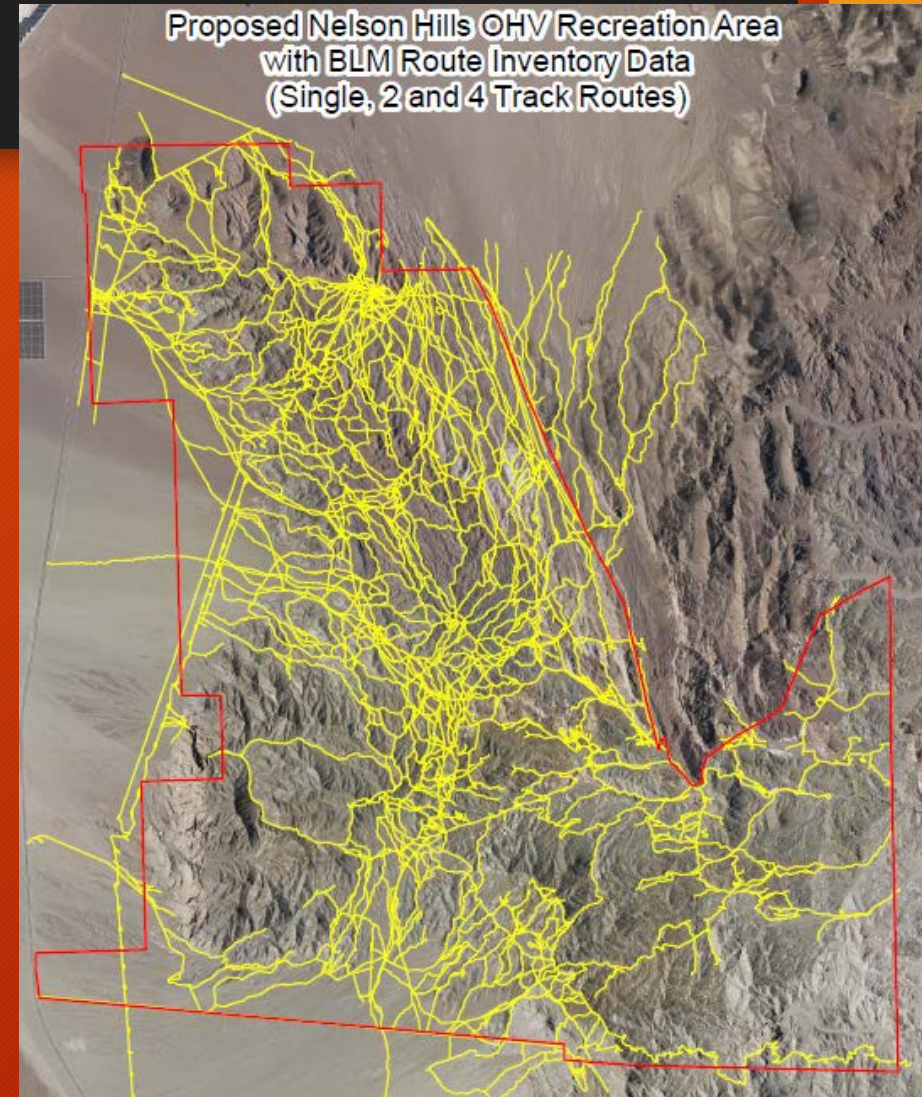 Proposed Nelson Hills OHV Recreation Area
with BLM Route Inventory Data
(Single, 2 and 4 Track Routes)